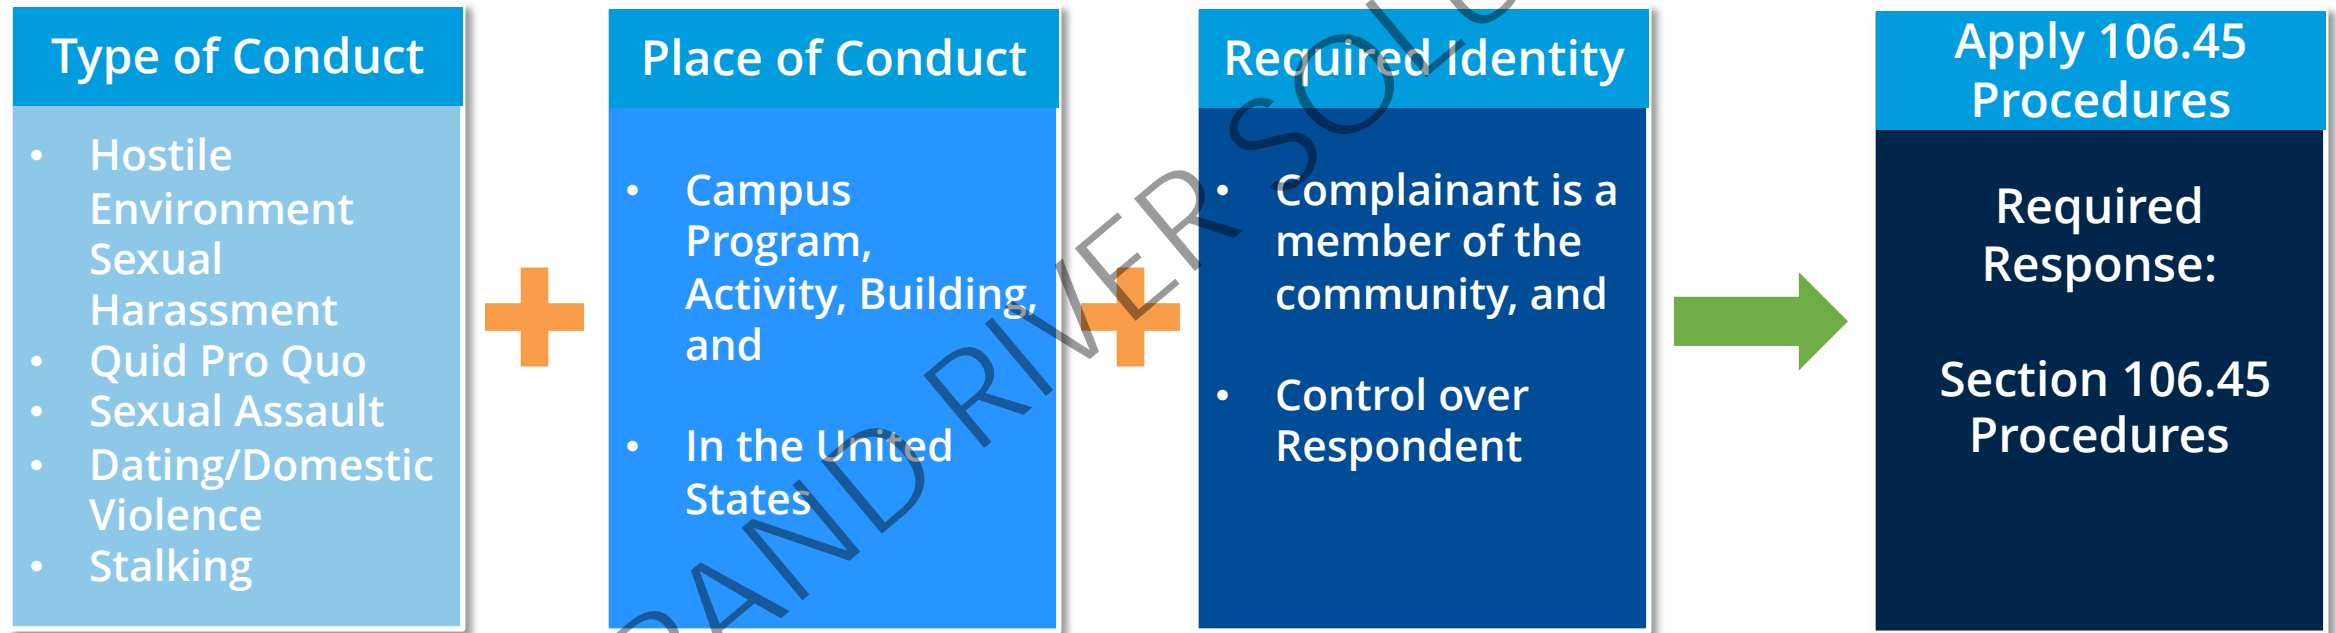 Type of Conduct
• Hostile
Environment
Sexual
Harassment
• Quid Pro Quo
• Sexual Assault
• Dating/Domestic
Violence
• Stalking
Place of Conduct
• Campus
Program,
Activity, Building,
and
• In the United
States
Required Identity
• Complainant is a
member of the
community, and
• Control over
Respondent
Apply 106.45
Procedures
Required
Response:
Section 106.45
Procedures
RAND RIVER SOLU